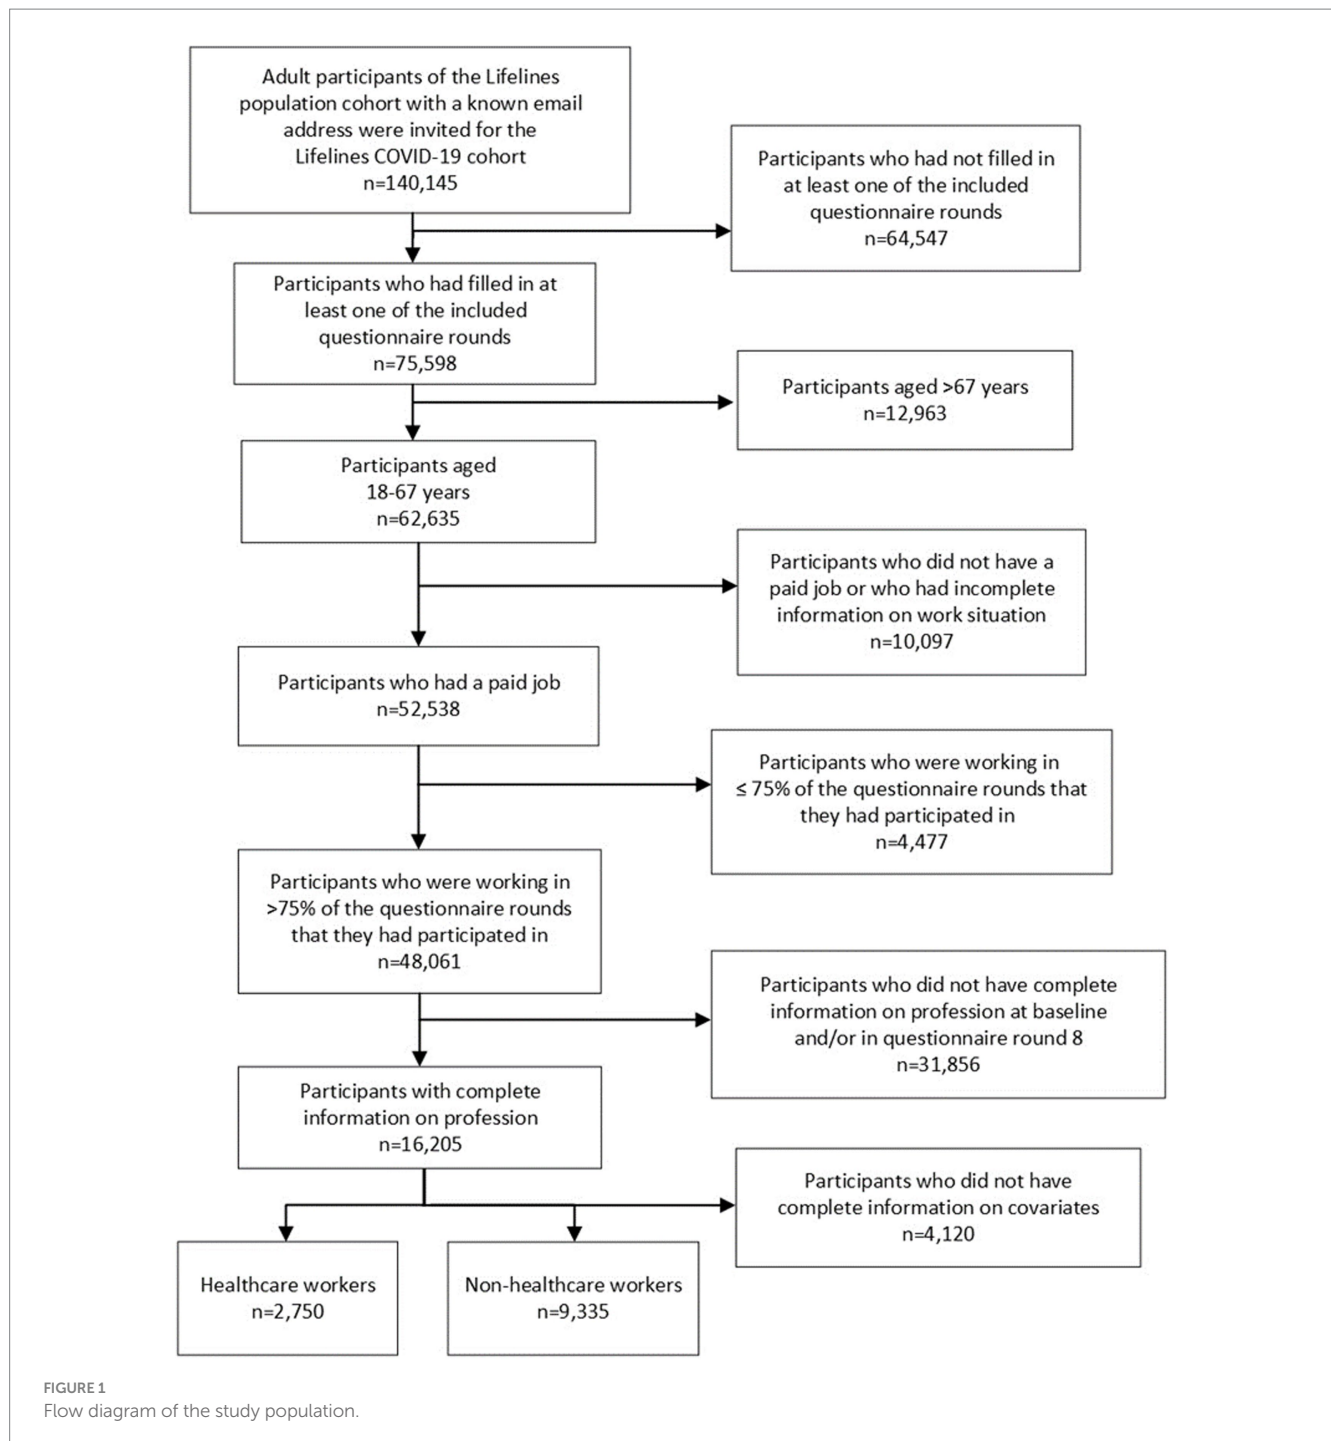 Adult participants of the Lifelines
population cohort with a known email
address were invited for the
Lifelines COVID-19 cohort
n=140,145
Participants who had not filled in
at least one of the included
questionnaire rounds
n=64,547
Participants who had filled in at
least one of the included
questionnaire rounds
n=75,598
Participants aged >67 years
n=12,963
Participants aged
18-67 years
n=62,635
Participants who did not have a
paid job or who had incomplete
information on work situation
n=10,097
Participants who had a paid job
n=52,538
Participants who were working in
≤ 75% of the questionnaire rounds that
they had participated in
n=4,477
Participants who were working in
>75% of the questionnaire rounds
that they had participated in
n=48,061
Participants who did not have complete
information on profession at baseline
and/or in questionnaire round 8
n=31,856
Participants with complete
information on profession
n=16,205
Participants who did not have
complete information on covariates
n=4,120
Healthcare workers
n=2,750
Non-healthcare workers
n=9,335
FIGURE 1
Flow diagram of the study population.